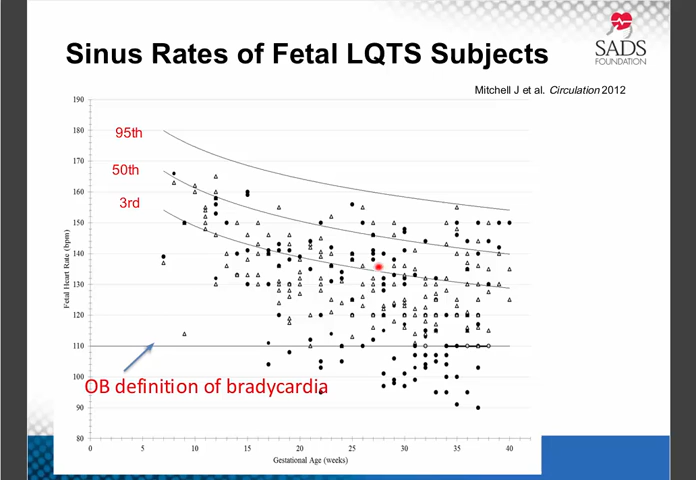 Sinus Rates of Fetal LQTS Subjects
SADS
FOUNDATION
Mitchell J et al. Circulation 2012
190
180
170
160
150
140
130
120
110
100
90
80
Fetal Heart Rate (bpm)
95th
50th
3rd
OB definition of bradycardia
0 5 10 15 20 25 30 35 40
Gestational Age (weeks)